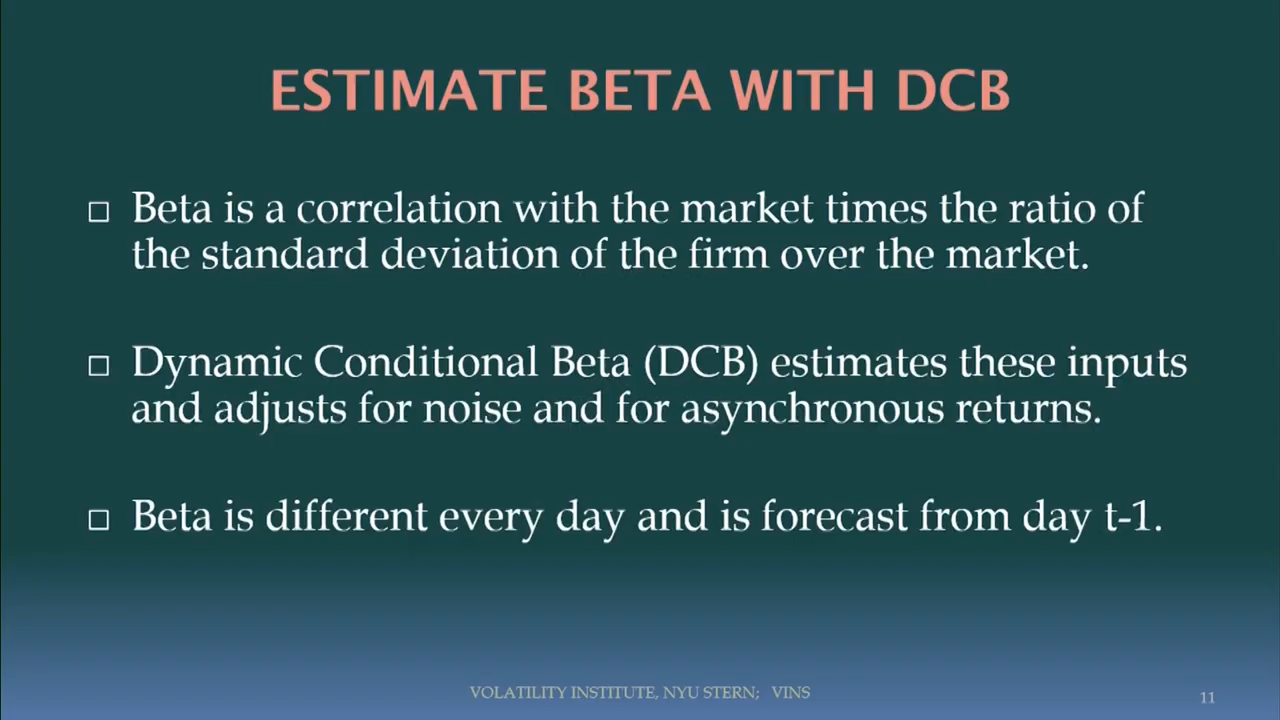 ESTIMATE BETA WITH DCB
Beta is a correlation with the market times the ratio of
the standard deviation of the firm over the market.
Dynamic Conditional Beta (DCB) estimates these inputs
and adjusts for noise and for asynchronous returns.
Beta is different every day and is forecast from day t-1.
VOLATILITY INSTITUTE, NYU STERN; VINS
11